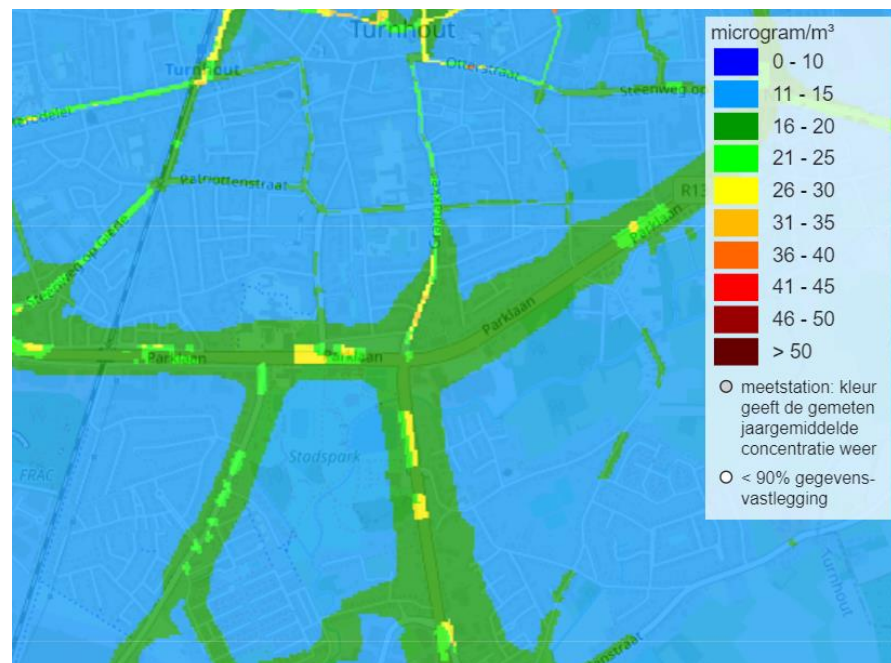 Turnhout
Turnhout
Otterstraat
Patriottenstraat
Graatakker
Steenweg op Gierle
R13
Parklaan
Parklaan
Parklaan
Parklaan
Stadspark
FRAC
Turnhout
microgram/m³
0 - 10
11 - 15
16 - 20
21 - 25
26 - 30
31 - 35
36 - 40
41 - 45
46 - 50
> 50
meetstation: kleur
geeft de gemeten
jaargemiddelde
concentratie weer
< 90% gegevens-
vastlegging